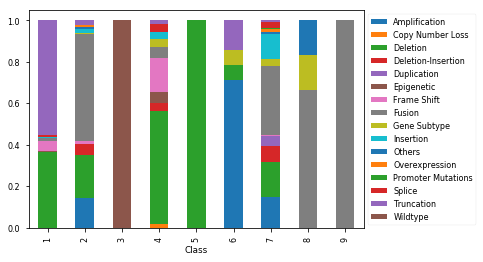 1.0
0.8
0.6
0.4
0.2
0.0
1 2 3 4 5 6 7 8 9
Class
Amplification
Copy Number Loss
Deletion
Deletion-Insertion
Duplication
Epigenetic
Frame Shift
Fusion
Gene Subtype
Insertion
Others
Overexpression
Promoter Mutations
Splice
Truncation
Wildtype